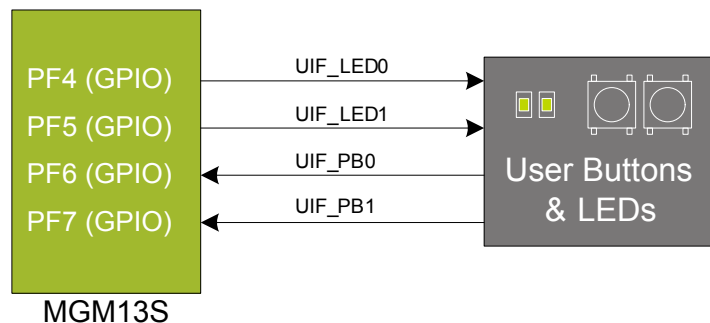 PF4 (GPIO)
PF5 (GPIO)
PF6 (GPIO)
PF7 (GPIO)
MGM13S
UIF_LED0
UIF_LED1
UIF_PB0
UIF_PB1
User Buttons
& LEDs